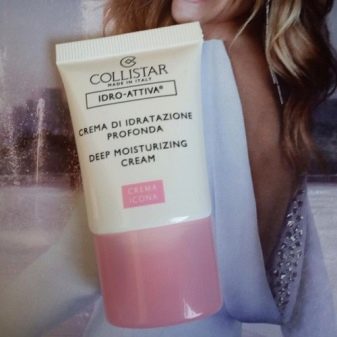 COLLISTAR
MADE IN ITALY
IDRO-ATTIVA®
CREMA DI IDRATAZIONE
PROFONDA
DEEP MOISTURIZING
CREAM
CREMA
ICONA